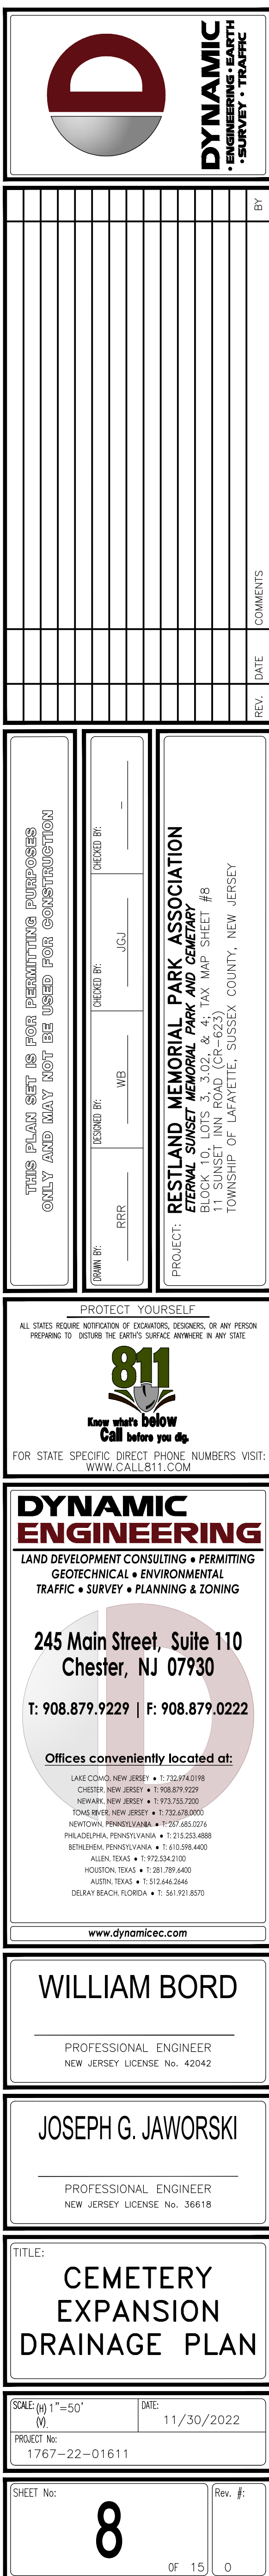 DYNAMIC
• ENGINEERING • EARTH
• SURVEY • TRAFFIC
REV. DATE COMMENTS BY
THIS PLAN SET IS FOR PERMITTING PURPOSES
ONLY AND MAY NOT BE USED FOR CONSTRUCTION
DRAWN BY: RRR
DESIGNED BY: WB
CHECKED BY: JGJ
CHECKED BY: –
PROJECT: RESTLAND MEMORIAL PARK ASSOCIATION
ETERNAL SUNSET MEMORIAL PARK AND CEMETARY
BLOCK 10, LOTS 3, 3.02, & 4; TAX MAP SHEET #8
11 SUNSET INN ROAD (CR-623)
TOWNSHIP OF LAFAYETTE, SUSSEX COUNTY, NEW JERSEY
PROTECT YOURSELF
ALL STATES REQUIRE NOTIFICATION OF EXCAVATORS, DESIGNERS, OR ANY PERSON
PREPARING TO DISTURB THE EARTH'S SURFACE ANYWHERE IN ANY STATE
811
Know what's below
Call before you dig.
FOR STATE SPECIFIC DIRECT PHONE NUMBERS VISIT:
WWW.CALL811.COM
DYNAMIC
ENGINEERING
LAND DEVELOPMENT CONSULTING • PERMITTING
GEOTECHNICAL • ENVIRONMENTAL
TRAFFIC • SURVEY • PLANNING & ZONING
245 Main Street, Suite 110
Chester, NJ 07930
T: 908.879.9229 | F: 908.879.0222
Offices conveniently located at:
LAKE COMO, NEW JERSEY • T: 732.974.0198
CHESTER, NEW JERSEY • T: 908.879.9229
NEWARK, NEW JERSEY • T: 973.755.7200
TOMS RIVER, NEW JERSEY • T: 732.678.0000
NEWTOWN, PENNSYLVANIA • T: 267.685.0276
PHILADELPHIA, PENNSYLVANIA • T: 215.253.4888
BETHLEHEM, PENNSYLVANIA • T: 610.598.4400
ALLEN, TEXAS • T: 972.534.2100
HOUSTON, TEXAS • T: 281.789.6400
AUSTIN, TEXAS • T: 512.646.2646
DELRAY BEACH, FLORIDA • T: 561.921.8570
www.dynamicec.com
WILLIAM BORD
PROFESSIONAL ENGINEER
NEW JERSEY LICENSE No. 42042
JOSEPH G. JAWORSKI
PROFESSIONAL ENGINEER
NEW JERSEY LICENSE No. 36618
TITLE:
CEMETERY
EXPANSION
DRAINAGE PLAN
SCALE: (H) 1"=50'
(V)
DATE:
11/30/2022
PROJECT No:
1767-22-01611
SHEET No:
8
OF 15
Rev. #:
0